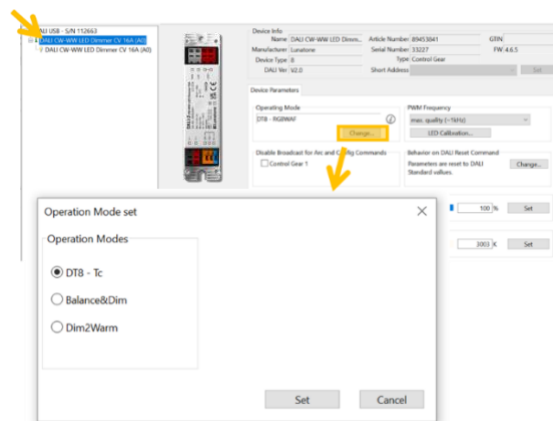 DALI USB - S/N 112663
DALI CW-WW LED Dimmer CV 16A (A0)
DALI CW-WW LED Dimmer CV 16A (A0)
Device Info
Name DALI CW-WW LED Dimm... Article Number 89453841 GTIN
Manufacturer Lunatone Serial Number 33227 FW 4.6.5
Device Type 8 Type Control Gear
DALI Ver V2.0 Short Address Set
Device Parameters
Operating Mode
DT8 - RGBWAF
Change...
PWM Frequency
max. quality (~1kHz)
LED Calibration...
Disable Broadcast for Arc and Config Commands
Control Gear 1
Behavior on DALI Reset Command
Parameters are reset to DALI
Standard values.
Change...
100 % Set
3003 K Set
Operation Mode set
Operation Modes
DT8 - Tc
Balance&Dim
Dim2Warm
Set Cancel